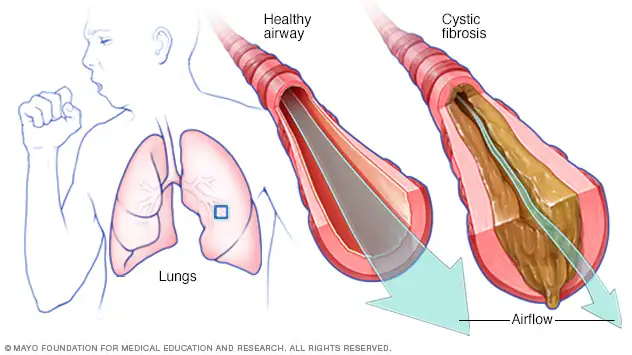 Healthy
airway
Cystic
fibrosis
Lungs
Airflow
© MAYO FOUNDATION FOR MEDICAL EDUCATION AND RESEARCH. ALL RIGHTS RESERVED.